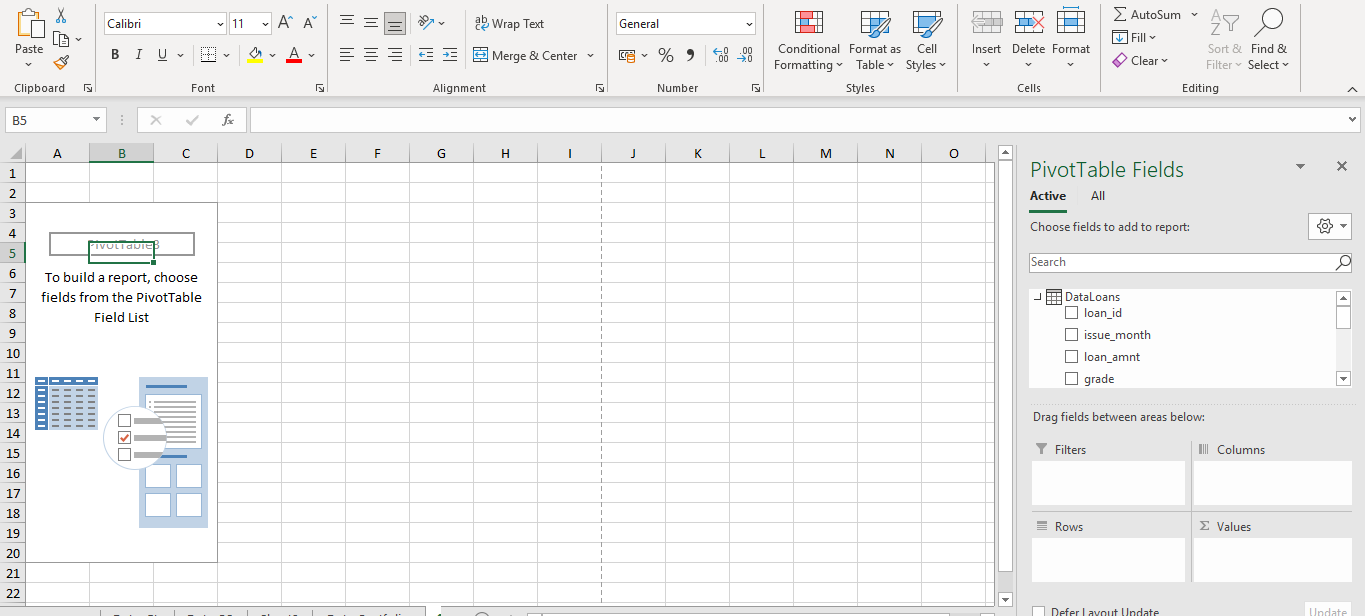 Calibri 11 A^ A˅ ab Wrap Text General AutoSum
Paste B I U A Merge & Center % , .00 Conditional Formatting Format as Table Cell Styles Insert Delete Format Fill Clear Sort & Filter Find & Select
Clipboard Font Alignment Number Styles Cells Editing
B5 fx
A B C D E F G H I J K L M N O
1
2
3
4
5
6
7
8
9
10
11
12
13
14
15
16
17
18
19
20
21
22
PivotTable3
To build a report, choose
fields from the PivotTable
Field List
PivotTable Fields
Active All
Choose fields to add to report:
Search
DataLoans
loan_id
issue_month
loan_amnt
grade
Drag fields between areas below:
Filters Columns
Rows Σ Values
Defer Layout Update Update